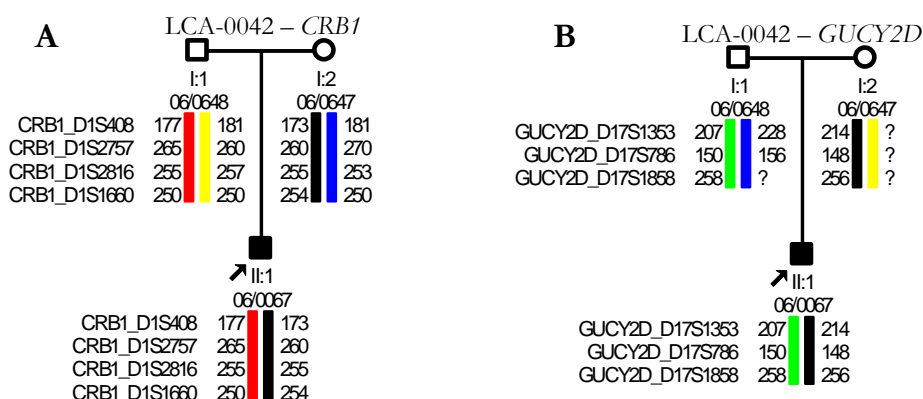 A
LCA-0042 – CRB1
I:1 I:2
06/0648 06/0647
CRB1_D1S408 177 181 173 181
CRB1_D1S2757 265 260 260 270
CRB1_D1S2816 255 257 255 253
CRB1_D1S1660 250 250 254 250
II:1
06/0067
CRB1_D1S408 177 173
CRB1_D1S2757 265 260
CRB1_D1S2816 255 255
CRB1_D1S1660 250 254
B
LCA-0042 – GUCY2D
I:1 I:2
06/0648 06/0647
GUCY2D_D17S1353 207 228 214 ?
GUCY2D_D17S786 150 156 148 ?
GUCY2D_D17S1858 258 ? 256 ?
II:1
06/0067
GUCY2D_D17S1353 207 214
GUCY2D_D17S786 150 148
GUCY2D_D17S1858 258 256